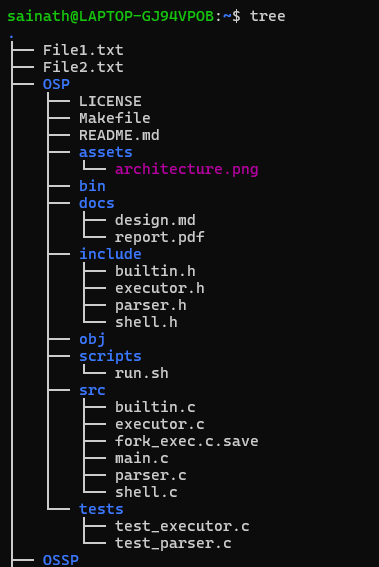 sainath@LAPTOP-GJ94VPOB:~$ tree
.
├── File1.txt
├── File2.txt
├── OSP
│   ├── LICENSE
│   ├── Makefile
│   ├── README.md
│   ├── assets
│   │   └── architecture.png
│   ├── bin
│   ├── docs
│   │   ├── design.md
│   │   └── report.pdf
│   ├── include
│   │   ├── builtin.h
│   │   ├── executor.h
│   │   ├── parser.h
│   │   └── shell.h
│   ├── obj
│   ├── scripts
│   │   └── run.sh
│   ├── src
│   │   ├── builtin.c
│   │   ├── executor.c
│   │   ├── fork_exec.c.save
│   │   ├── main.c
│   │   ├── parser.c
│   │   └── shell.c
│   └── tests
│       ├── test_executor.c
│       └── test_parser.c
├── OSSP